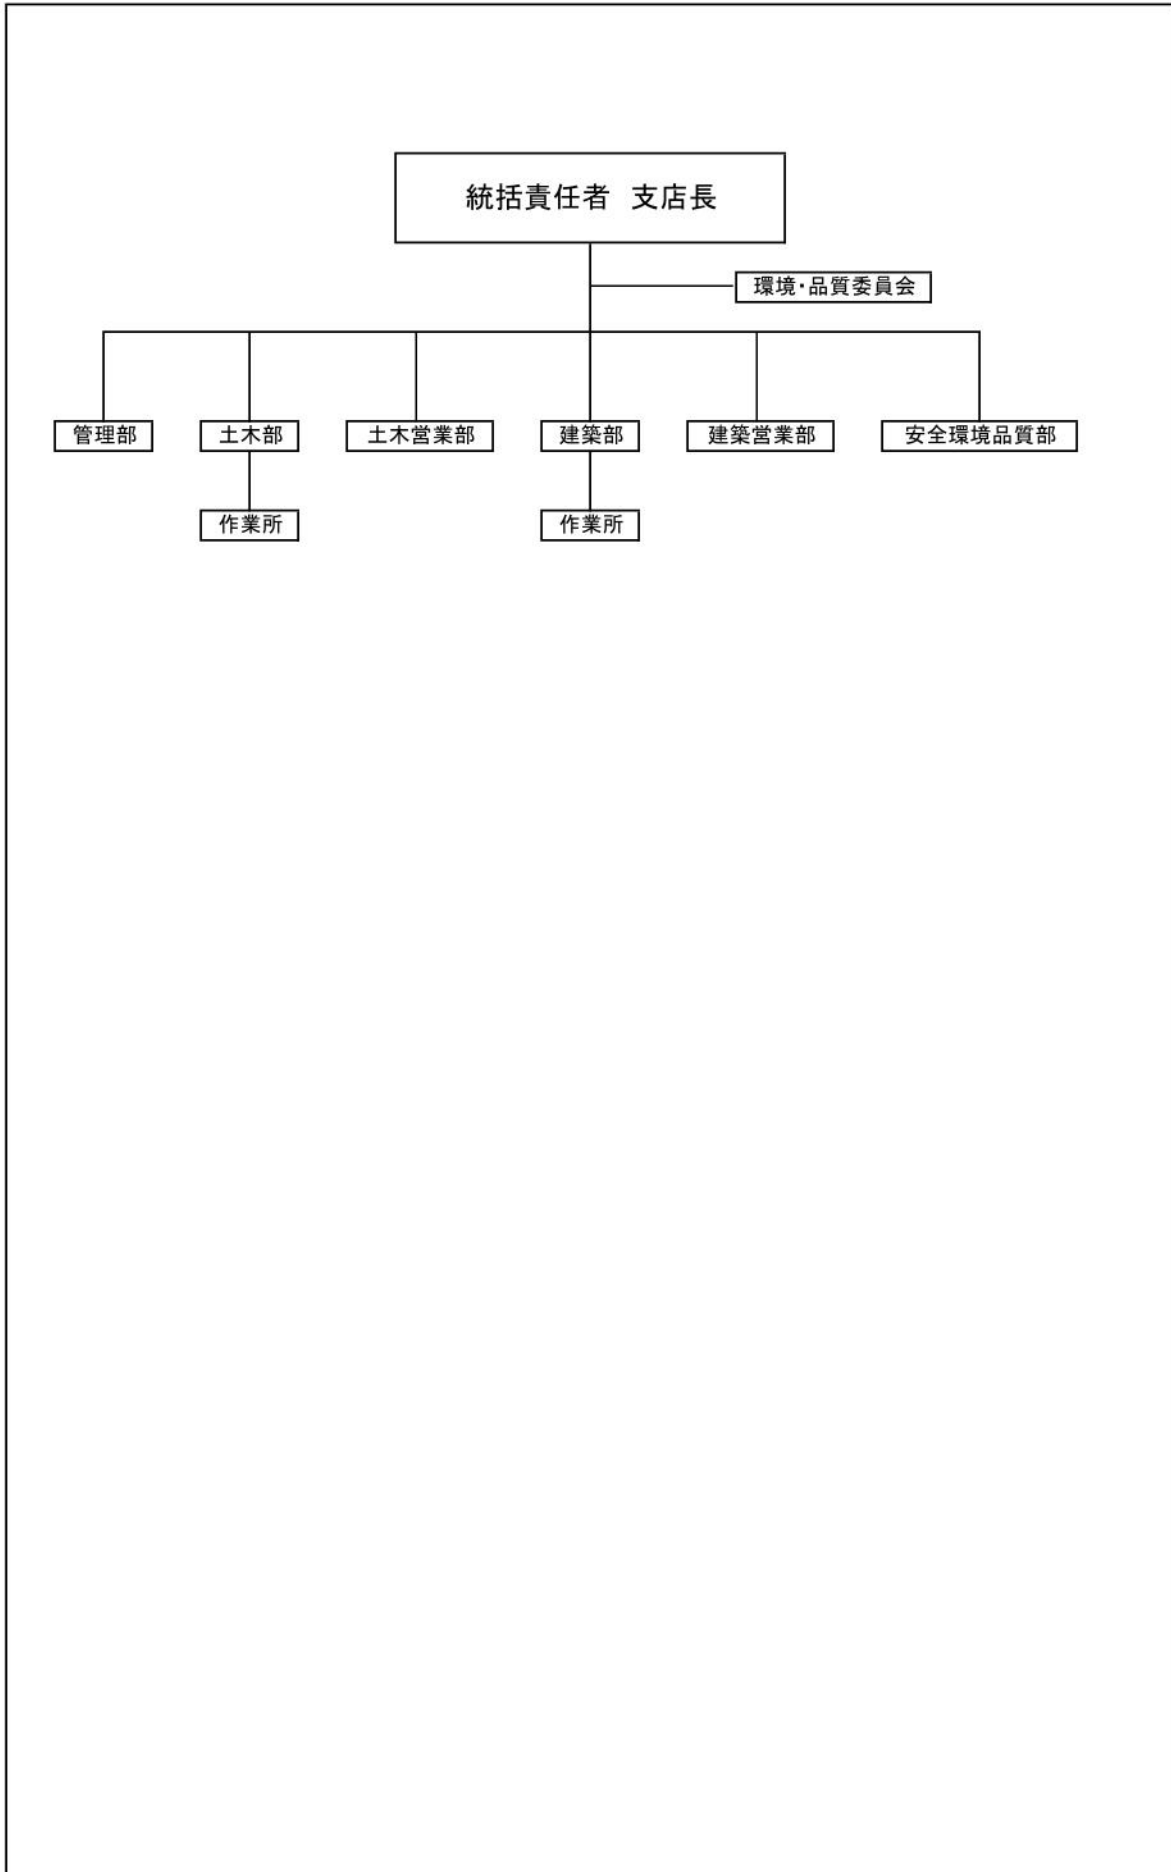 統括責任者　支店長
環境・品質委員会
管理部
土木部
土木営業部
建築部
建築営業部
安全環境品質部
作業所
作業所